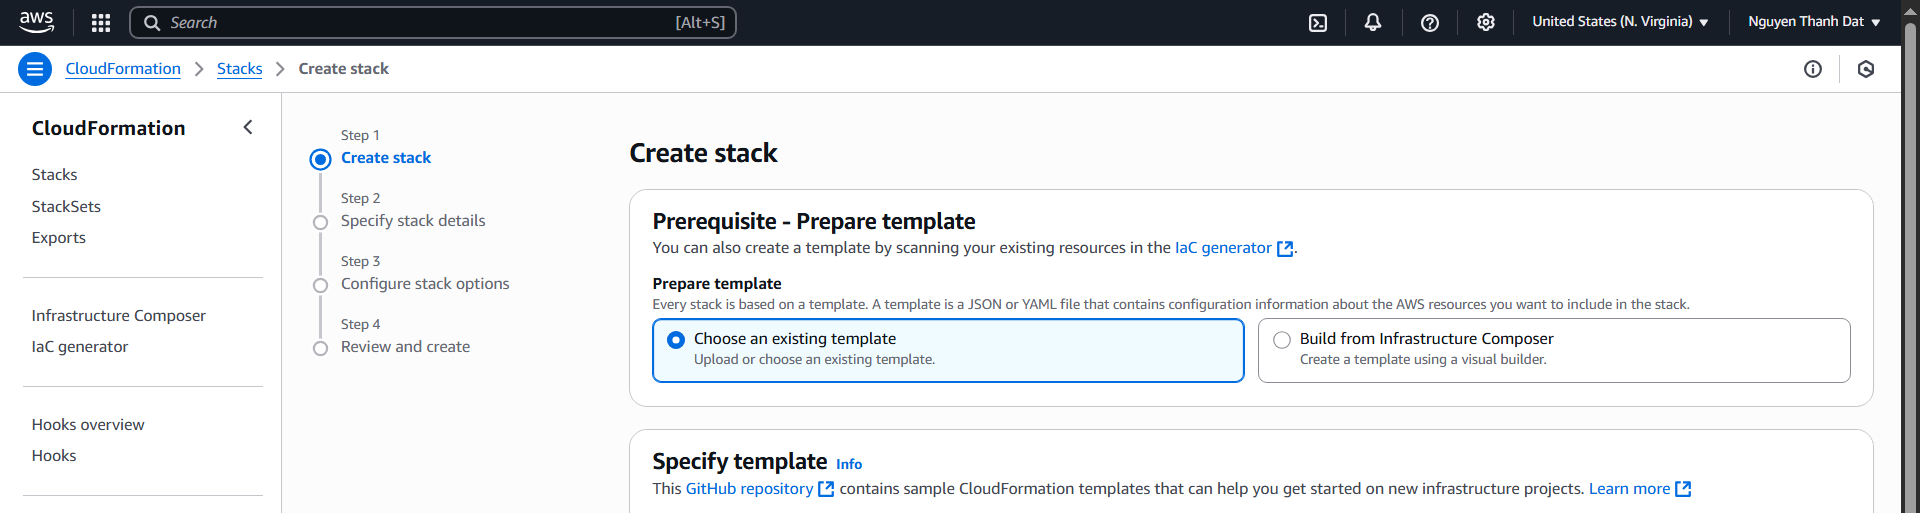 aws
Search [Alt+S]
United States (N. Virginia)
Nguyen Thanh Dat
CloudFormation > Stacks > Create stack
CloudFormation
Stacks
StackSets
Exports
Infrastructure Composer
IaC generator
Hooks overview
Hooks
Step 1
Create stack
Step 2
Specify stack details
Step 3
Configure stack options
Step 4
Review and create
Create stack
Prerequisite - Prepare template
You can also create a template by scanning your existing resources in the IaC generator.
Prepare template
Every stack is based on a template. A template is a JSON or YAML file that contains configuration information about the AWS resources you want to include in the stack.
Choose an existing template
Upload or choose an existing template.
Build from Infrastructure Composer
Create a template using a visual builder.
Specify template Info
This GitHub repository contains sample CloudFormation templates that can help you get started on new infrastructure projects. Learn more